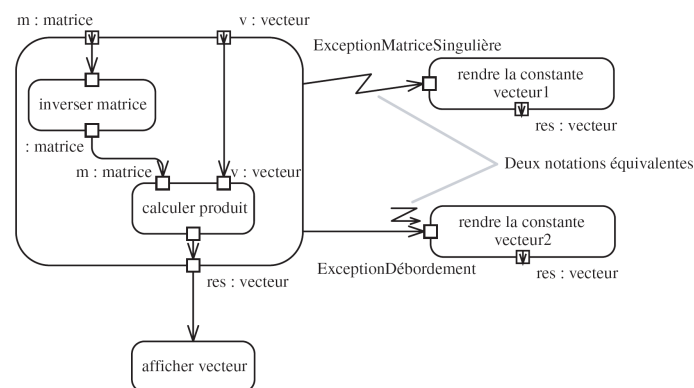 m : matrice
v : vecteur
ExceptionMatriceSingulière
rendre la constante
vecteur1
res : vecteur
inverser matrice
: matrice
m : matrice
v : vecteur
Deux notations équivalentes
calculer produit
rendre la constante
vecteur2
res : vecteur
ExceptionDébordement
res : vecteur
afficher vecteur